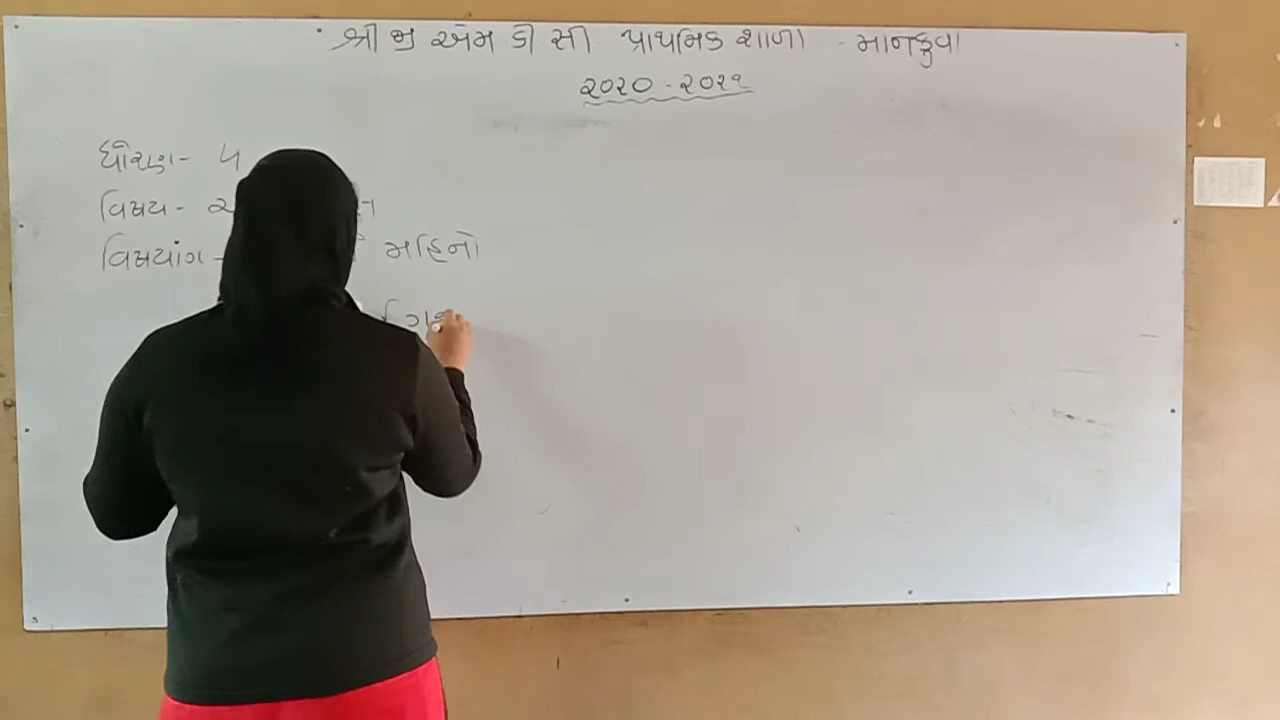 શ્રી જી એમ ડી સી પ્રાથમિક શાળા - માનકુવા
૨૦૨૦ - ૨૦૨૧
ધોરણ - ૫
વિષય -
વિષયાંગ - મહિનો